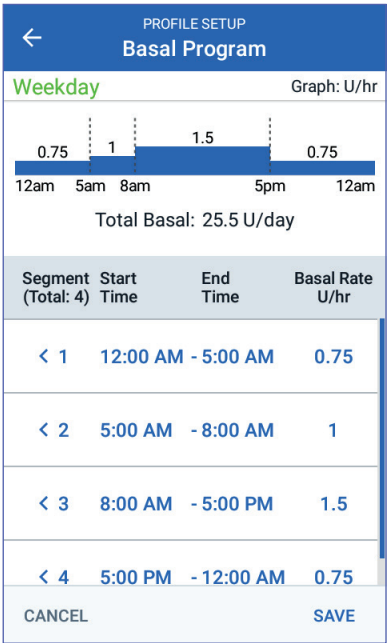 PROFILE SETUP
Basal Program
Weekday Graph: U/hr
0.75 1 1.5 0.75
12am 5am 8am 5pm 12am
Total Basal: 25.5 U/day
Segment Start End Basal Rate
(Total: 4) Time Time U/hr
< 1 12:00 AM - 5:00 AM 0.75
< 2 5:00 AM - 8:00 AM 1
< 3 8:00 AM - 5:00 PM 1.5
< 4 5:00 PM - 12:00 AM 0.75
CANCEL SAVE